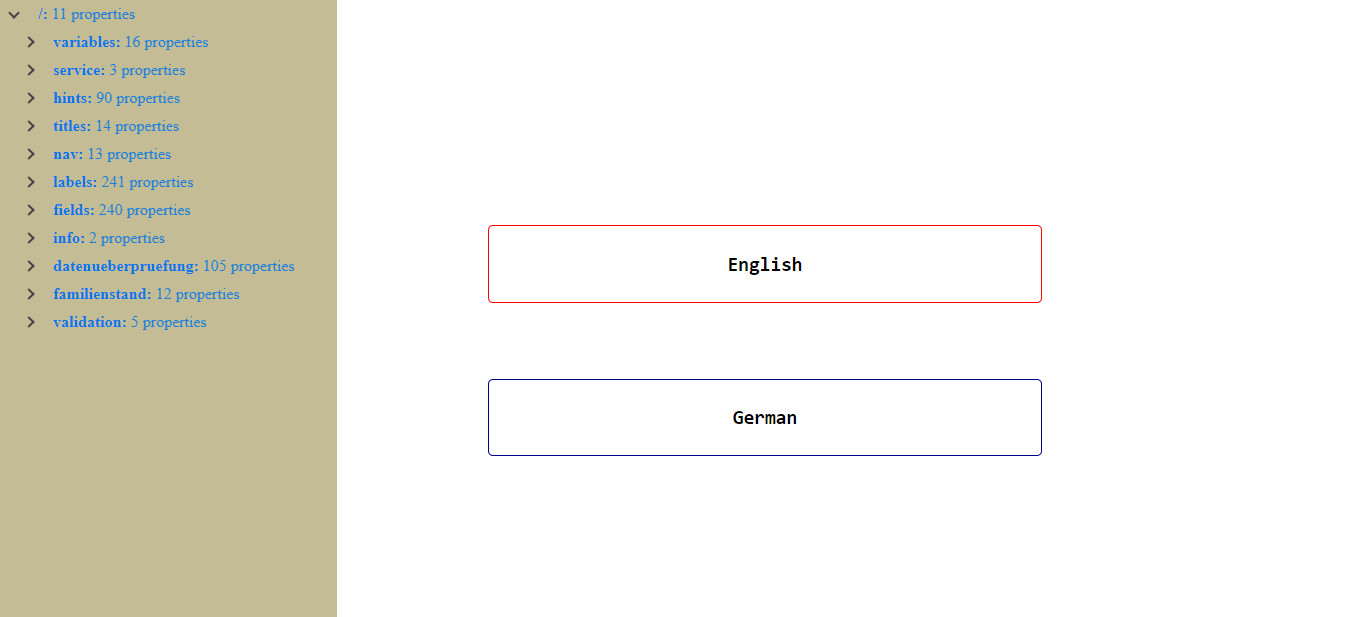 /: 11 properties
variables: 16 properties
service: 3 properties
hints: 90 properties
titles: 14 properties
nav: 13 properties
labels: 241 properties
fields: 240 properties
info: 2 properties
datenueberpruefung: 105 properties
familienstand: 12 properties
validation: 5 properties
English
German